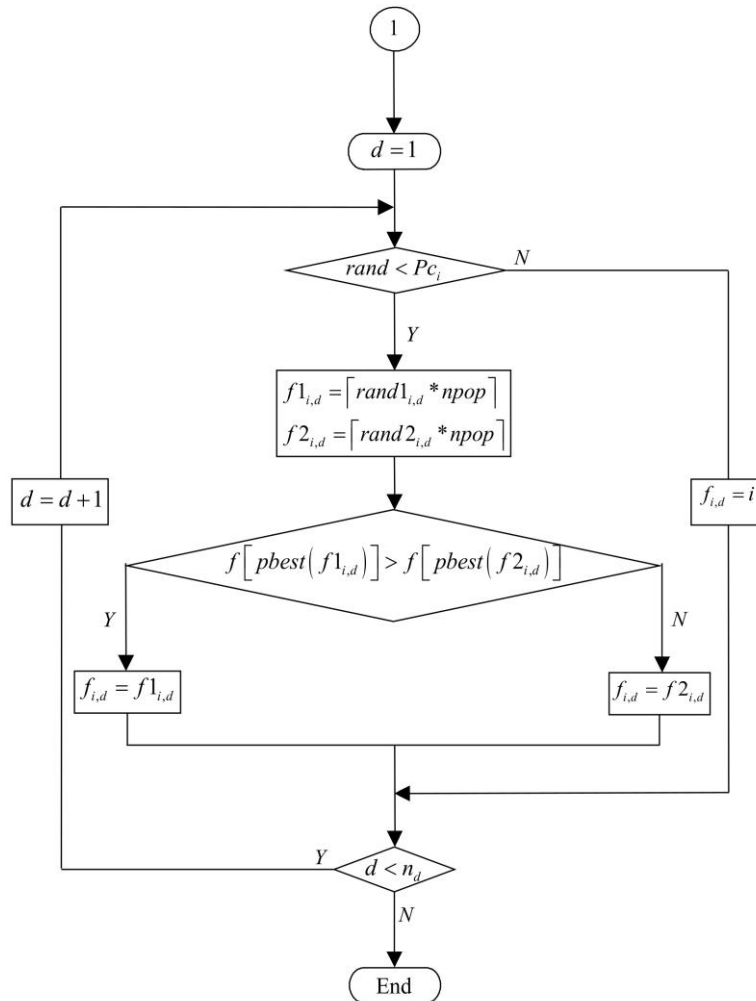 1
d = 1
rand < Pc_i
N
Y
f1_{i,d} = ⌈rand1_{i,d} * npop⌉
f2_{i,d} = ⌈rand2_{i,d} * npop⌉
d = d + 1
f_{i,d} = i
f[pbest(f1_{i,d})] > f[pbest(f2_{i,d})]
Y
N
f_{i,d} = f1_{i,d}
f_{i,d} = f2_{i,d}
Y
d < n_d
N
End